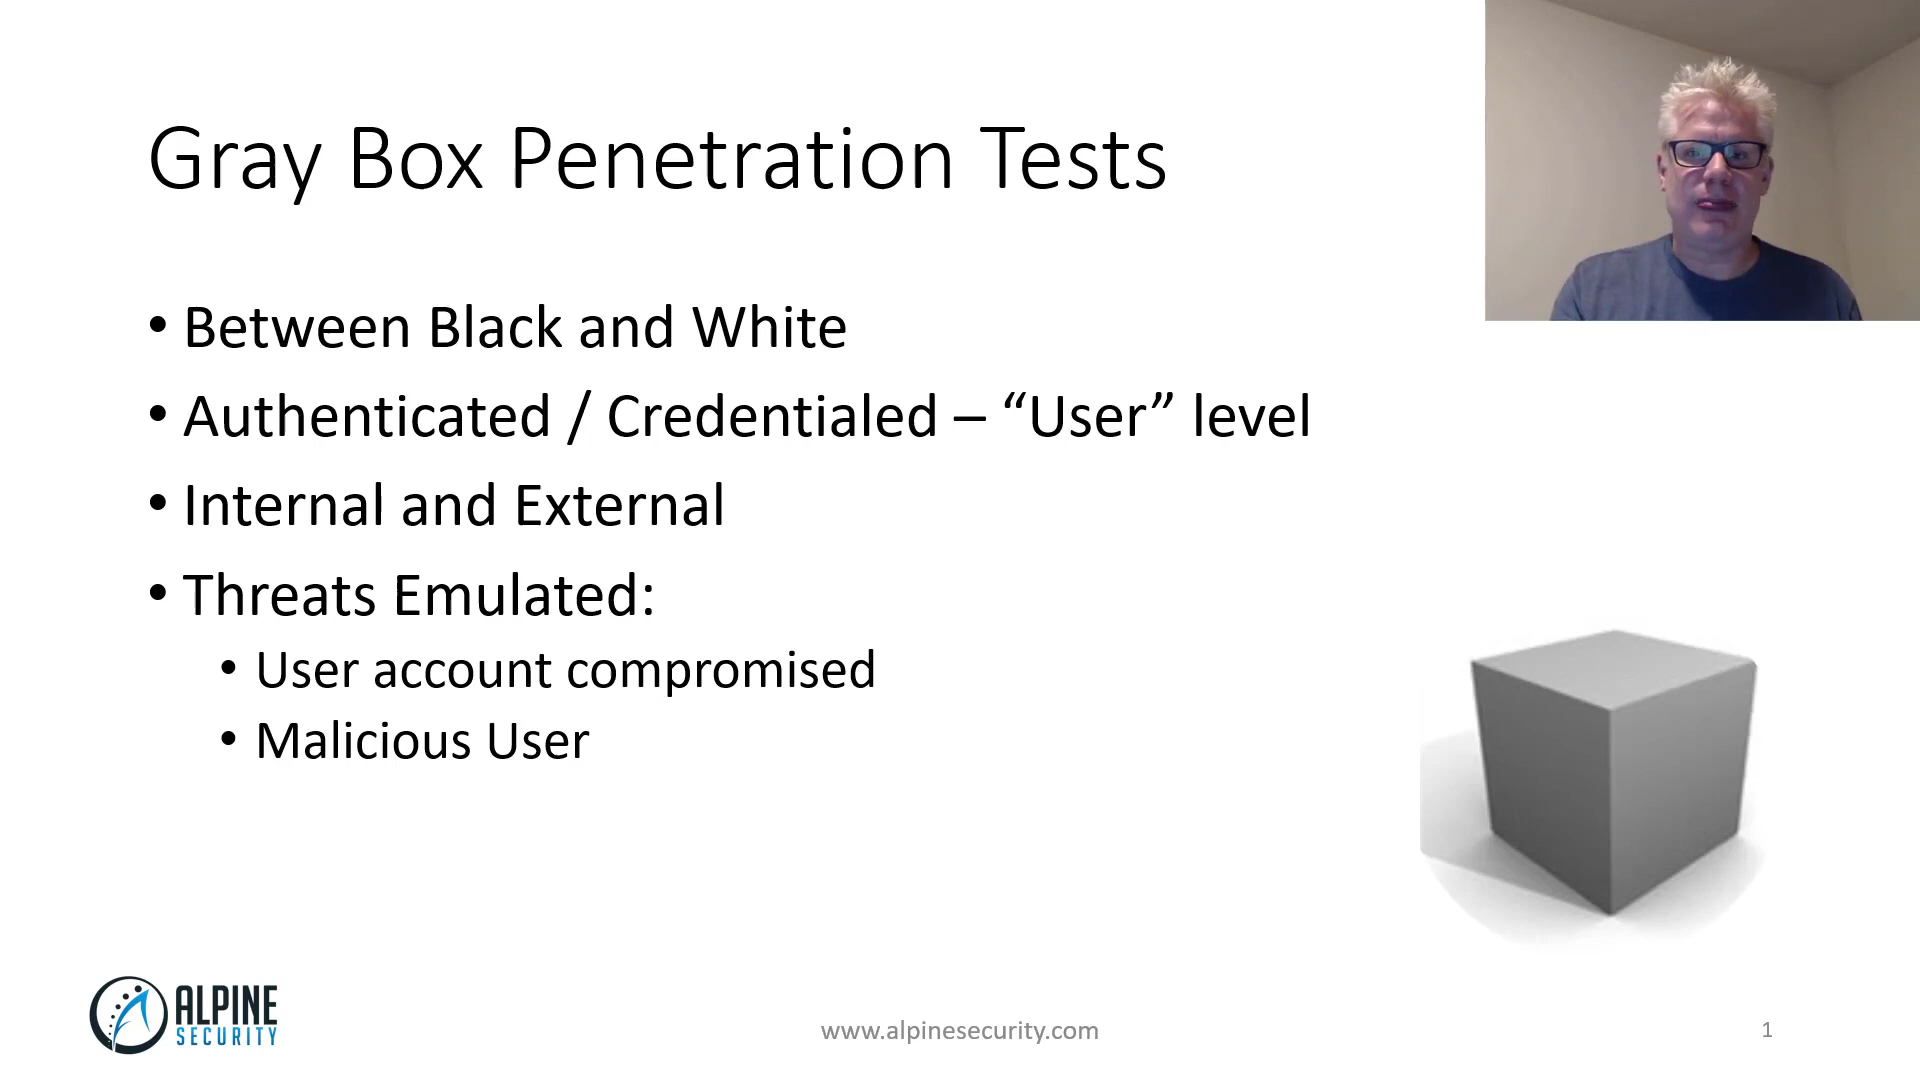 Gray Box Penetration Tests
• Between Black and White
• Authenticated / Credentialed – “User” level
• Internal and External
• Threats Emulated:
• User account compromised
• Malicious User
ALPINE
SECURITY
www.alpinesecurity.com
1